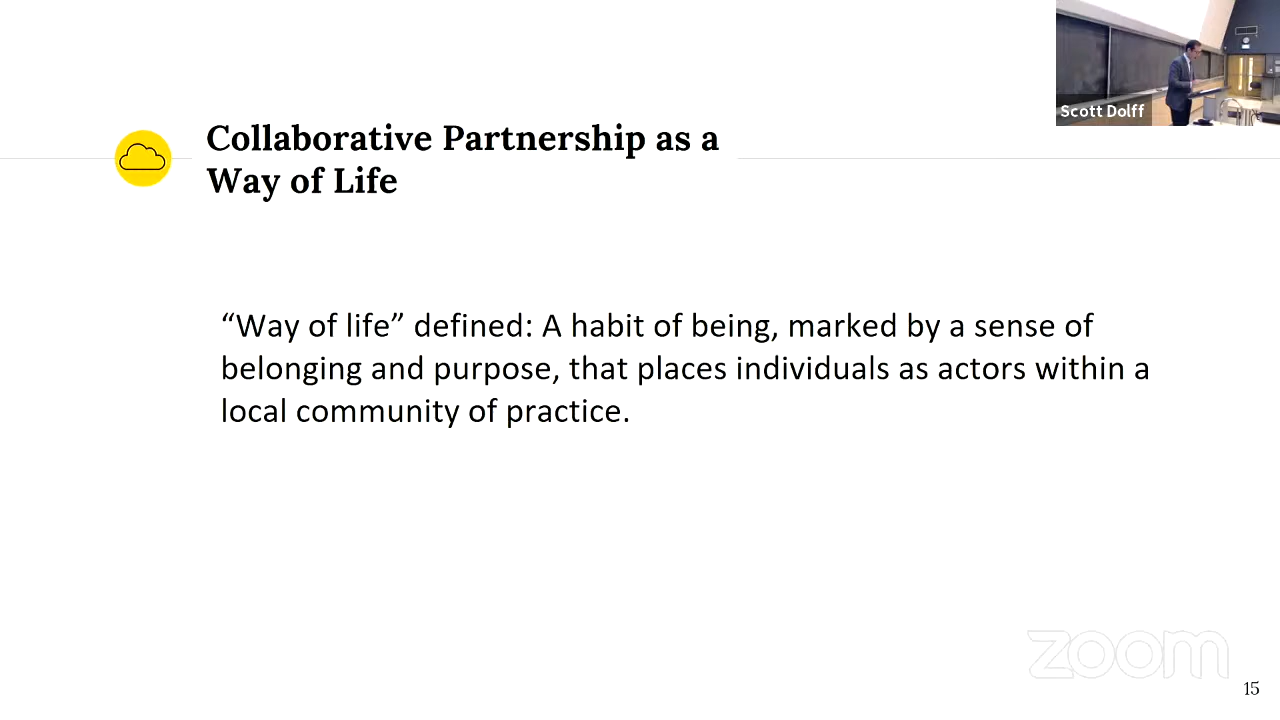 Scott Dolff
Collaborative Partnership as a
Way of Life
“Way of life” defined: A habit of being, marked by a sense of
belonging and purpose, that places individuals as actors within a
local community of practice.
zoom
15